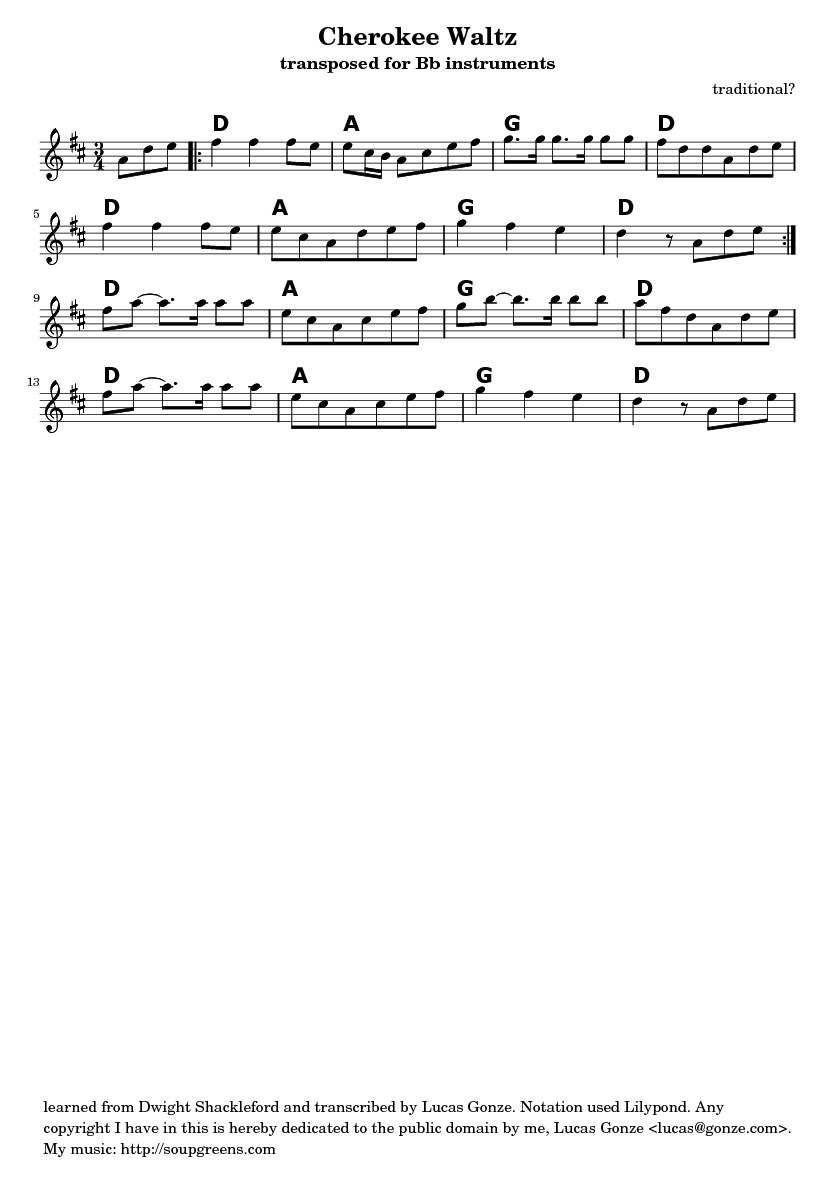 Cherokee Waltz
transposed for Bb instruments
traditional?
D A G D
3
4
5
D A G D
9
D A G D
13
D A G D
learned from Dwight Shackleford and transcribed by Lucas Gonze. Notation used Lilypond. Any
copyright I have in this is hereby dedicated to the public domain by me, Lucas Gonze <lucas@gonze.com>.
My music: http://soupgreens.com